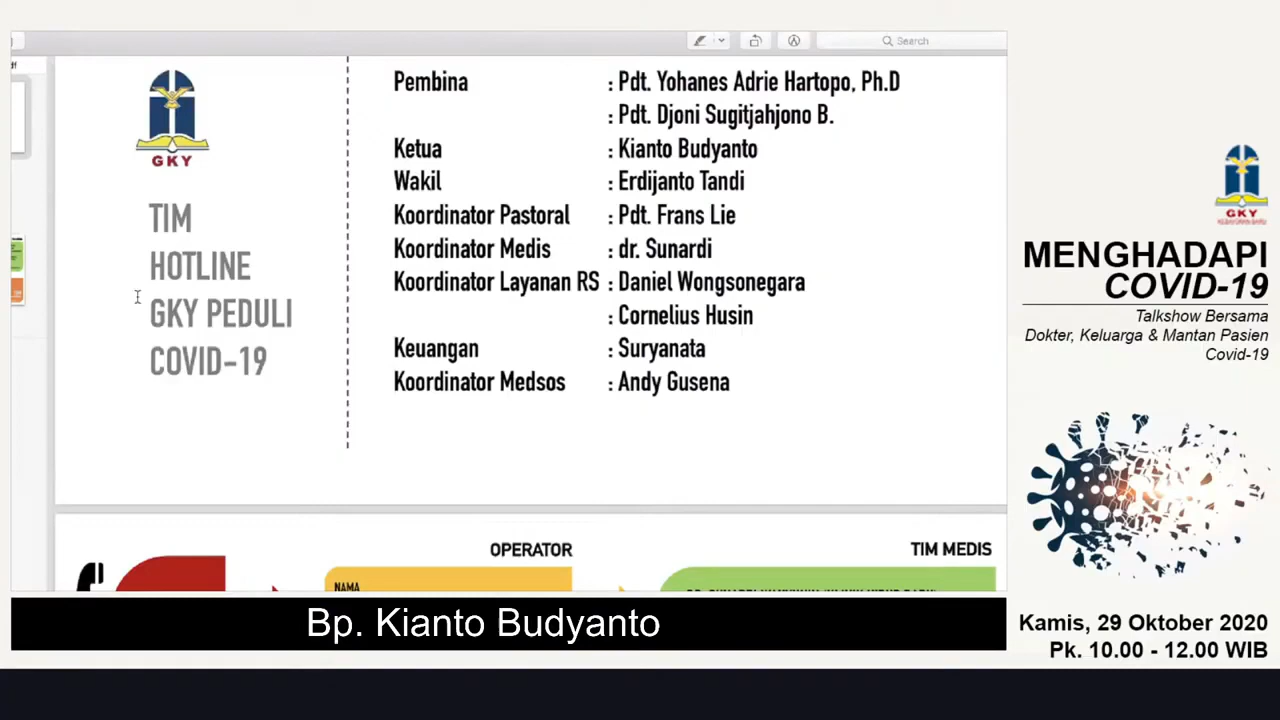 Search
df
GKY
TIM
HOTLINE
GKY PEDULI
COVID-19
Pembina : Pdt. Yohanes Adrie Hartopo, Ph.D
: Pdt. Djoni Sugitjahjono B.
Ketua : Kianto Budyanto
Wakil : Erdijanto Tandi
Koordinator Pastoral : Pdt. Frans Lie
Koordinator Medis : dr. Sunardi
Koordinator Layanan RS : Daniel Wongsonegara
: Cornelius Husin
Keuangan : Suryanata
Koordinator Medsos : Andy Gusena
OPERATOR
TIM MEDIS
NAMA
Bp. Kianto Budyanto
GKY
KEBAYORAN BARU
MENGHADAPI
COVID-19
Talkshow Bersama
Dokter, Keluarga & Mantan Pasien
Covid-19
Kamis, 29 Oktober 2020
Pk. 10.00 - 12.00 WIB